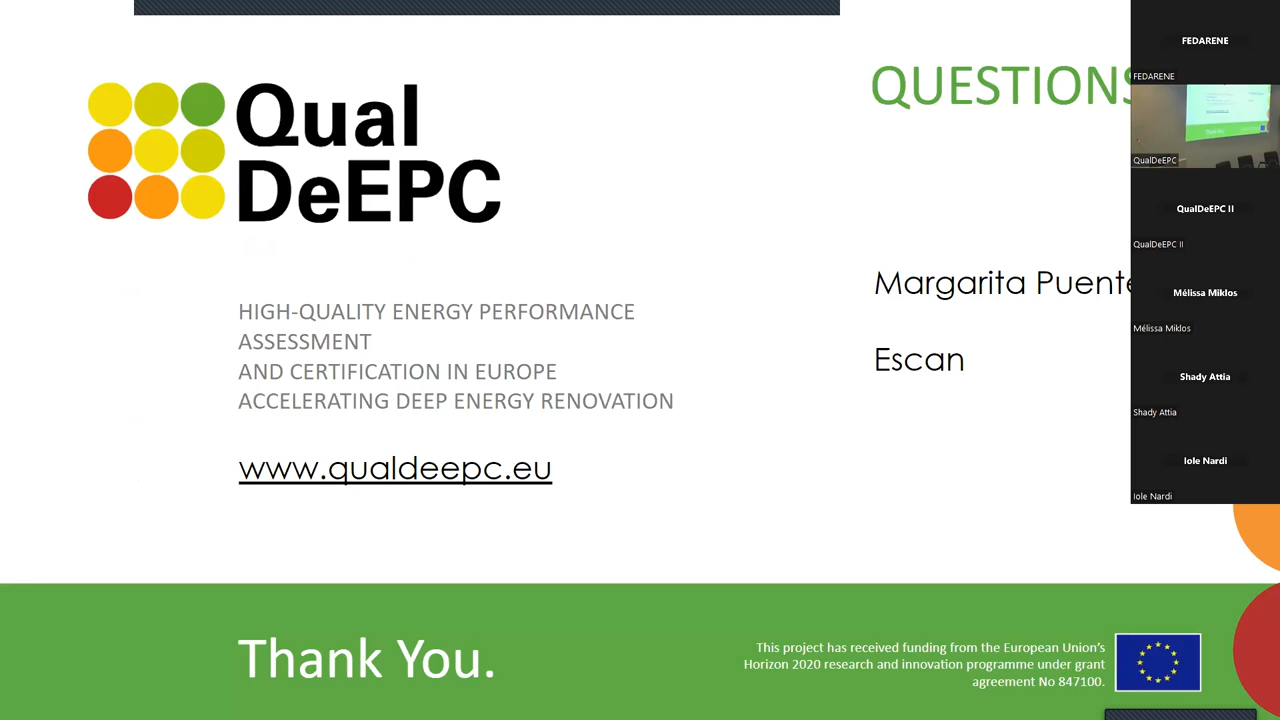 Qual
DeEPC
HIGH-QUALITY ENERGY PERFORMANCE
ASSESSMENT
AND CERTIFICATION IN EUROPE
ACCELERATING DEEP ENERGY RENOVATION
www.qualdeepc.eu
QUESTIONS
Margarita Puente
Escan
Thank You.
This project has received funding from the European Union’s
Horizon 2020 research and innovation programme under grant
agreement No 847100.
FEDARENE
FEDARENE
QualDeEPC
QualDeEPC II
QualDeEPC II
Mélissa Miklos
Mélissa Miklos
Shady Attia
Shady Attia
Iole Nardi
Iole Nardi